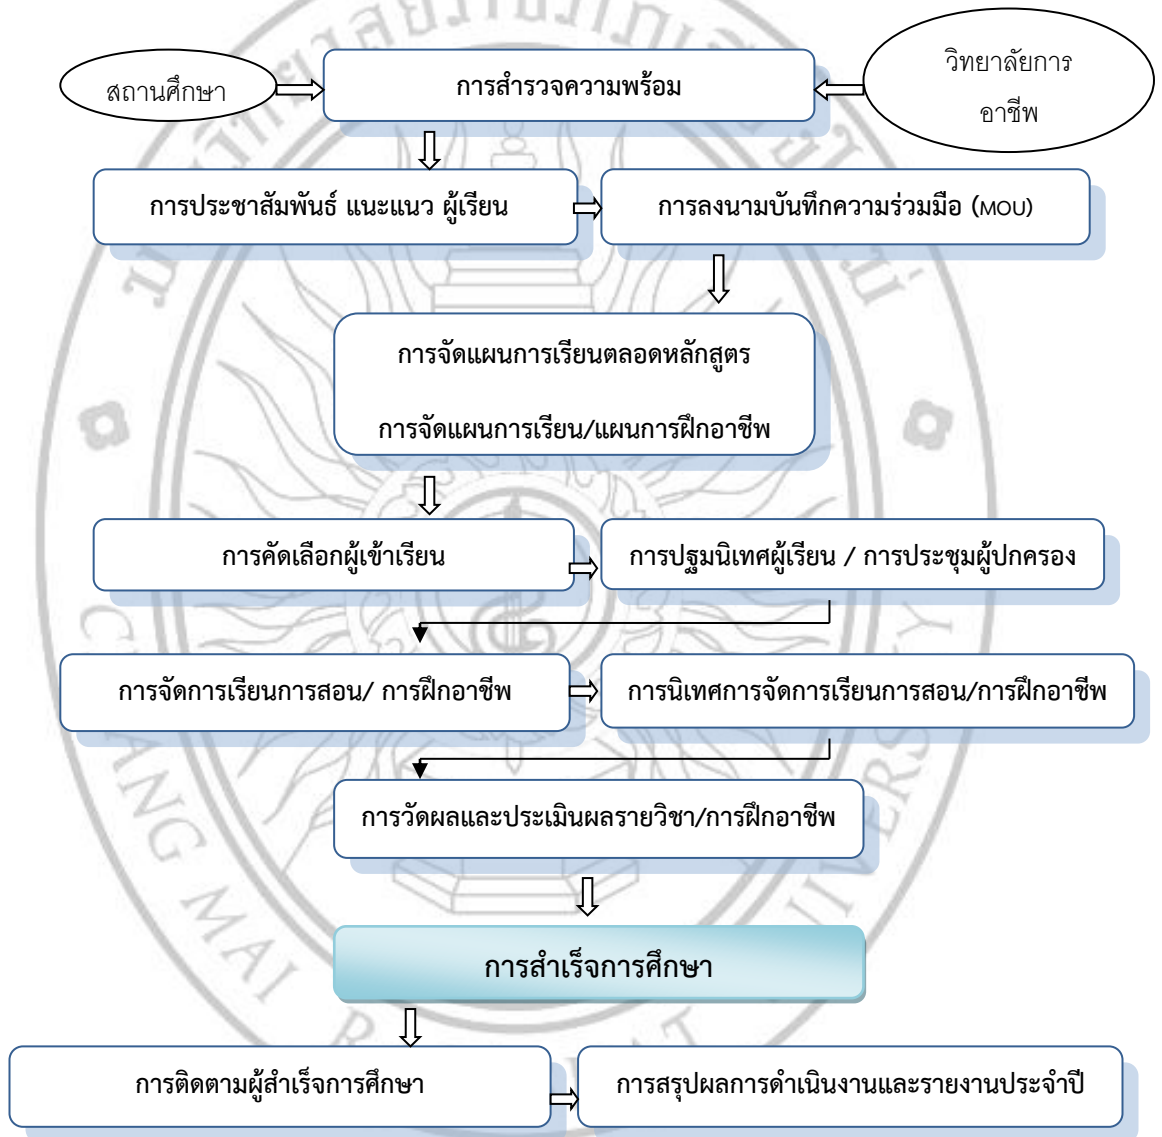 สถานศึกษา
การสำรวจความพร้อม
วิทยาลัยการ
อาชีพ
การประชาสัมพันธ์ แนะแนว ผู้เรียน
การลงนามบันทึกความร่วมมือ (MOU)
การจัดแผนการเรียนตลอดหลักสูตร
การจัดแผนการเรียน/แผนการฝึกอาชีพ
การคัดเลือกผู้เข้าเรียน
การปฐมนิเทศผู้เรียน / การประชุมผู้ปกครอง
การจัดการเรียนการสอน/ การฝึกอาชีพ
การนิเทศการจัดการเรียนการสอน/การฝึกอาชีพ
การวัดผลและประเมินผลรายวิชา/การฝึกอาชีพ
การสำเร็จการศึกษา
การติดตามผู้สำเร็จการศึกษา
การสรุปผลการดำเนินงานและรายงานประจำปี